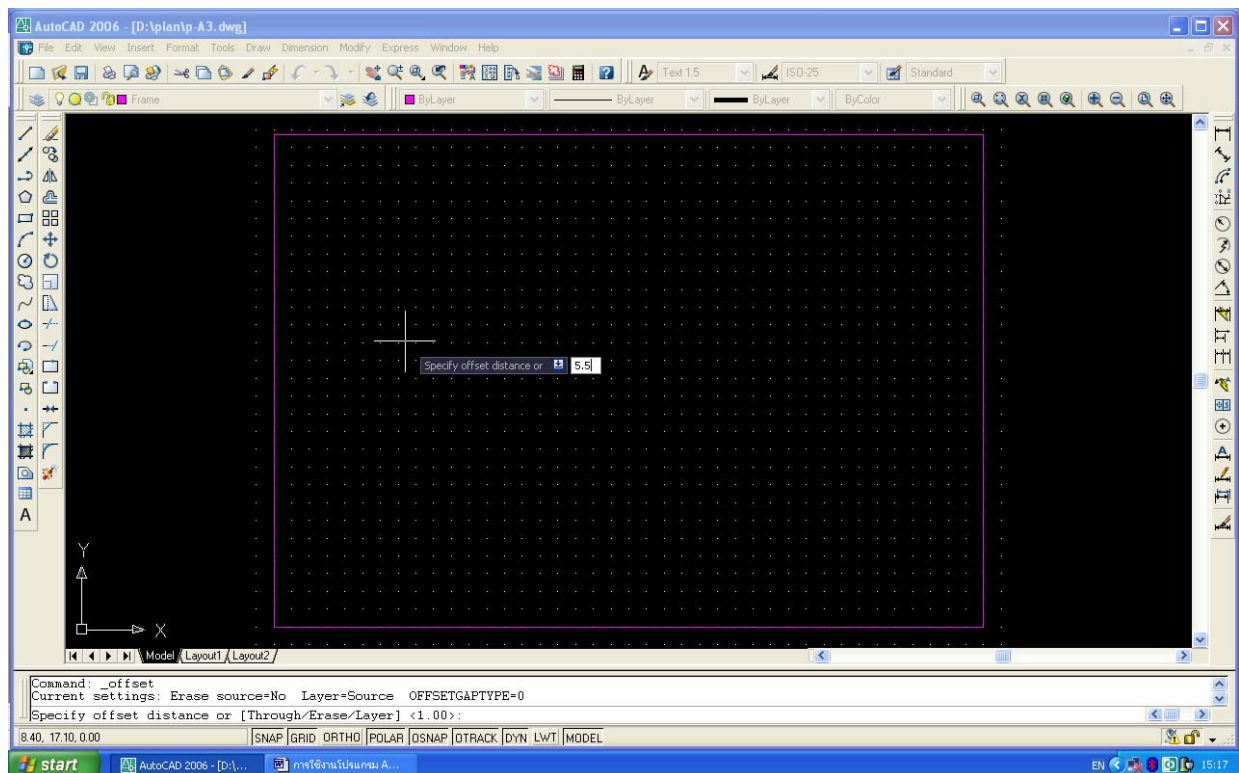 AutoCAD 2006 - [D:\plan\p-A3.dwg]
File Edit View Insert Format Tools Draw Dimension Modify Express Window Help
Text 1.5 ISO-25 Standard
Frame ByLayer ByLayer ByLayer ByColor
Specify offset distance or 5.5
Y
X
A
Model Layout1 Layout2
Command: _offset
Current settings: Erase source=No Layer=Source OFFSETGAPTYPE=0
Specify offset distance or [Through/Erase/Layer] <1.00>:
8.40, 17.10, 0.00 SNAP GRID ORTHO POLAR OSNAP OTRACK DYN LWT MODEL
start AutoCAD 2006 - [D:\... การใช้งานโปรแกรม A... EN 15:17